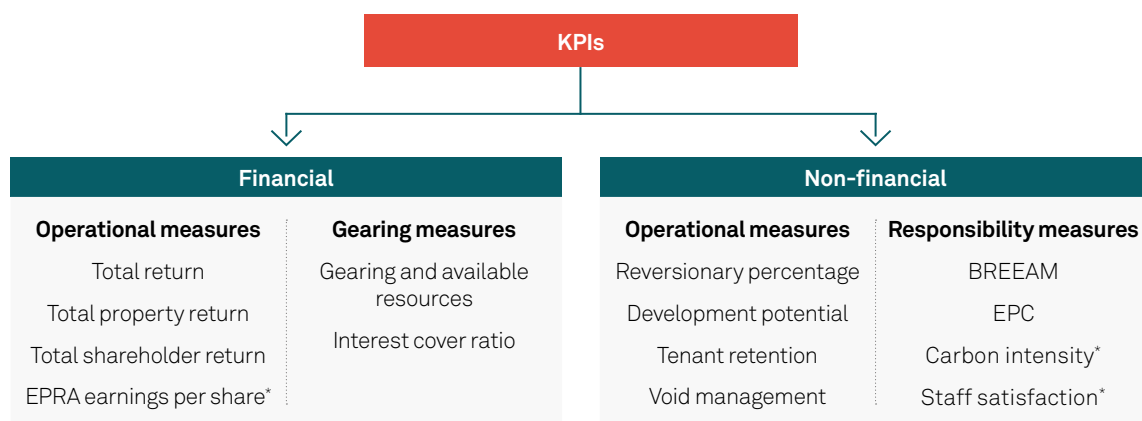 KPIs
Financial
Operational measures
Total return
Total property return
Total shareholder return
EPRA earnings per share*
Gearing measures
Gearing and available
resources
Interest cover ratio
Non-financial
Operational measures
Reversionary percentage
Development potential
Tenant retention
Void management
Responsibility measures
BREEAM
EPC
Carbon intensity*
Staff satisfaction*